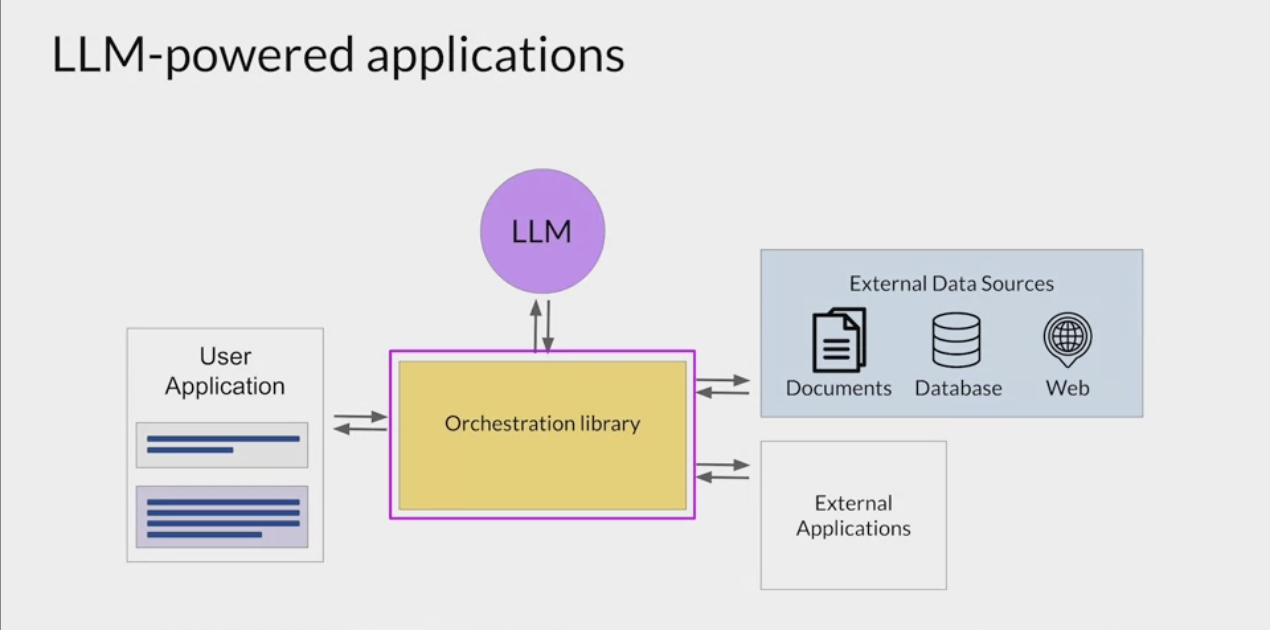 LLM-powered applications
LLM
User
Application
Orchestration library
External Data Sources
Documents
Database
Web
External
Applications